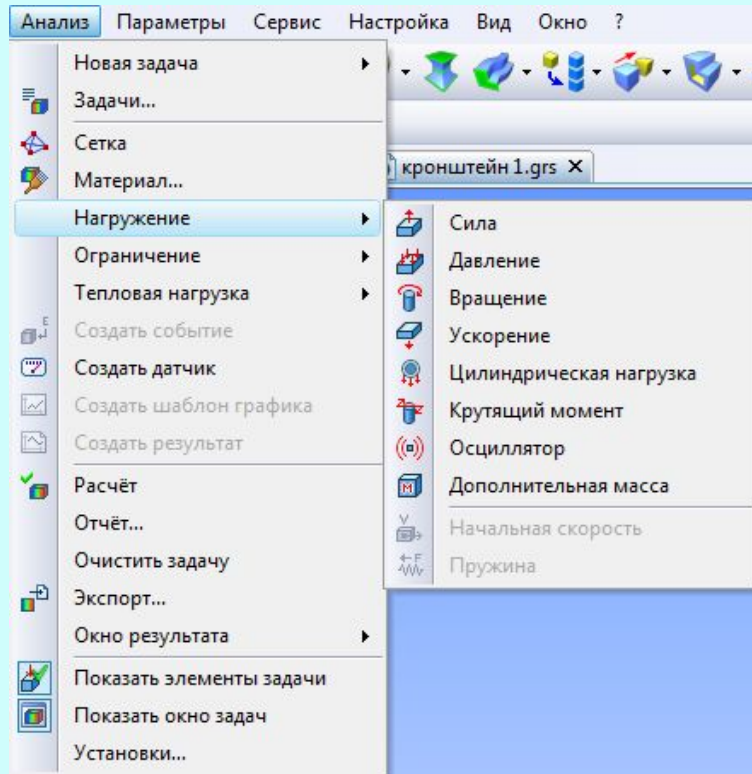 Анализ Параметры Сервис Настройка Вид Окно ?
Новая задача
Задачи...
Сетка
Материал...
Нагружение
Ограничение
Тепловая нагрузка
Создать событие
Создать датчик
Создать шаблон графика
Создать результат
Расчёт
Отчёт...
Очистить задачу
Экспорт...
Окно результата
Показать элементы задачи
Показать окно задач
Установки...
кронштейн 1.grs
Сила
Давление
Вращение
Ускорение
Цилиндрическая нагрузка
Крутящий момент
Осциллятор
Дополнительная масса
Начальная скорость
Пружина